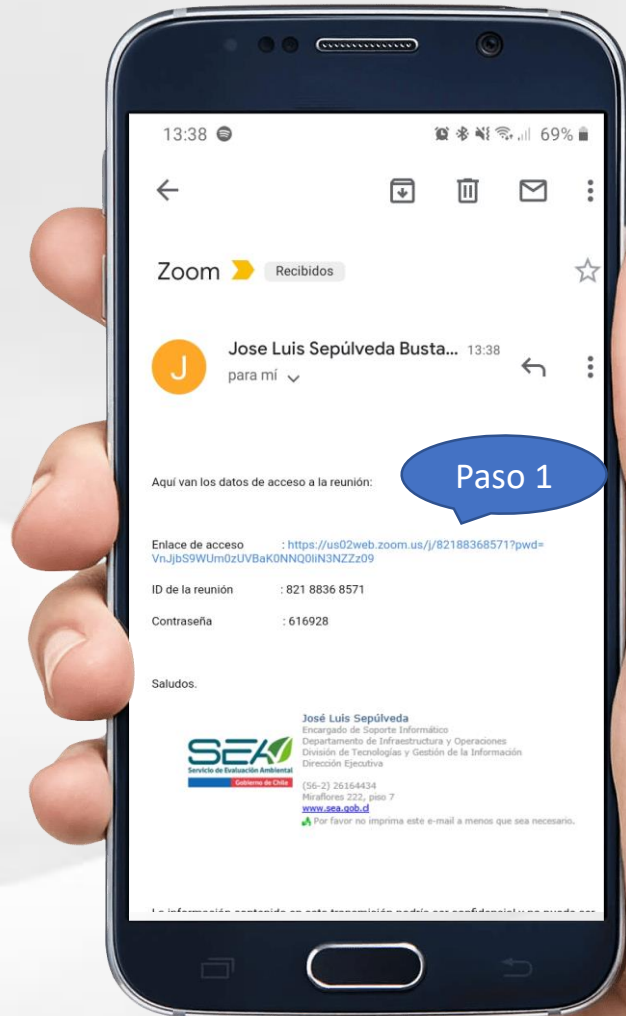 13:38
69%
Zoom
Recibidos
Jose Luis Sepúlveda Busta... 13:38
J
para mí
Aquí van los datos de acceso a la reunión:
Paso 1
Enlace de acceso : https://us02web.zoom.us/j/82188368571?pwd=
VnJjbS9WUm0zUVBaK0NNQ0liN3NZZz09
ID de la reunión : 821 8836 8571
Contraseña : 616928
Saludos.
José Luis Sepúlveda
Encargado de Soporte Informático
Departamento de Infraestructura y Operaciones
División de Tecnologías y Gestión de la Información
Dirección Ejecutiva
SEA
Servicio de Evaluación Ambiental
Gobierno de Chile
(56-2) 26164434
Miraflores 222, piso 7
www.sea.gob.cl
Por favor no imprima este e-mail a menos que sea necesario.